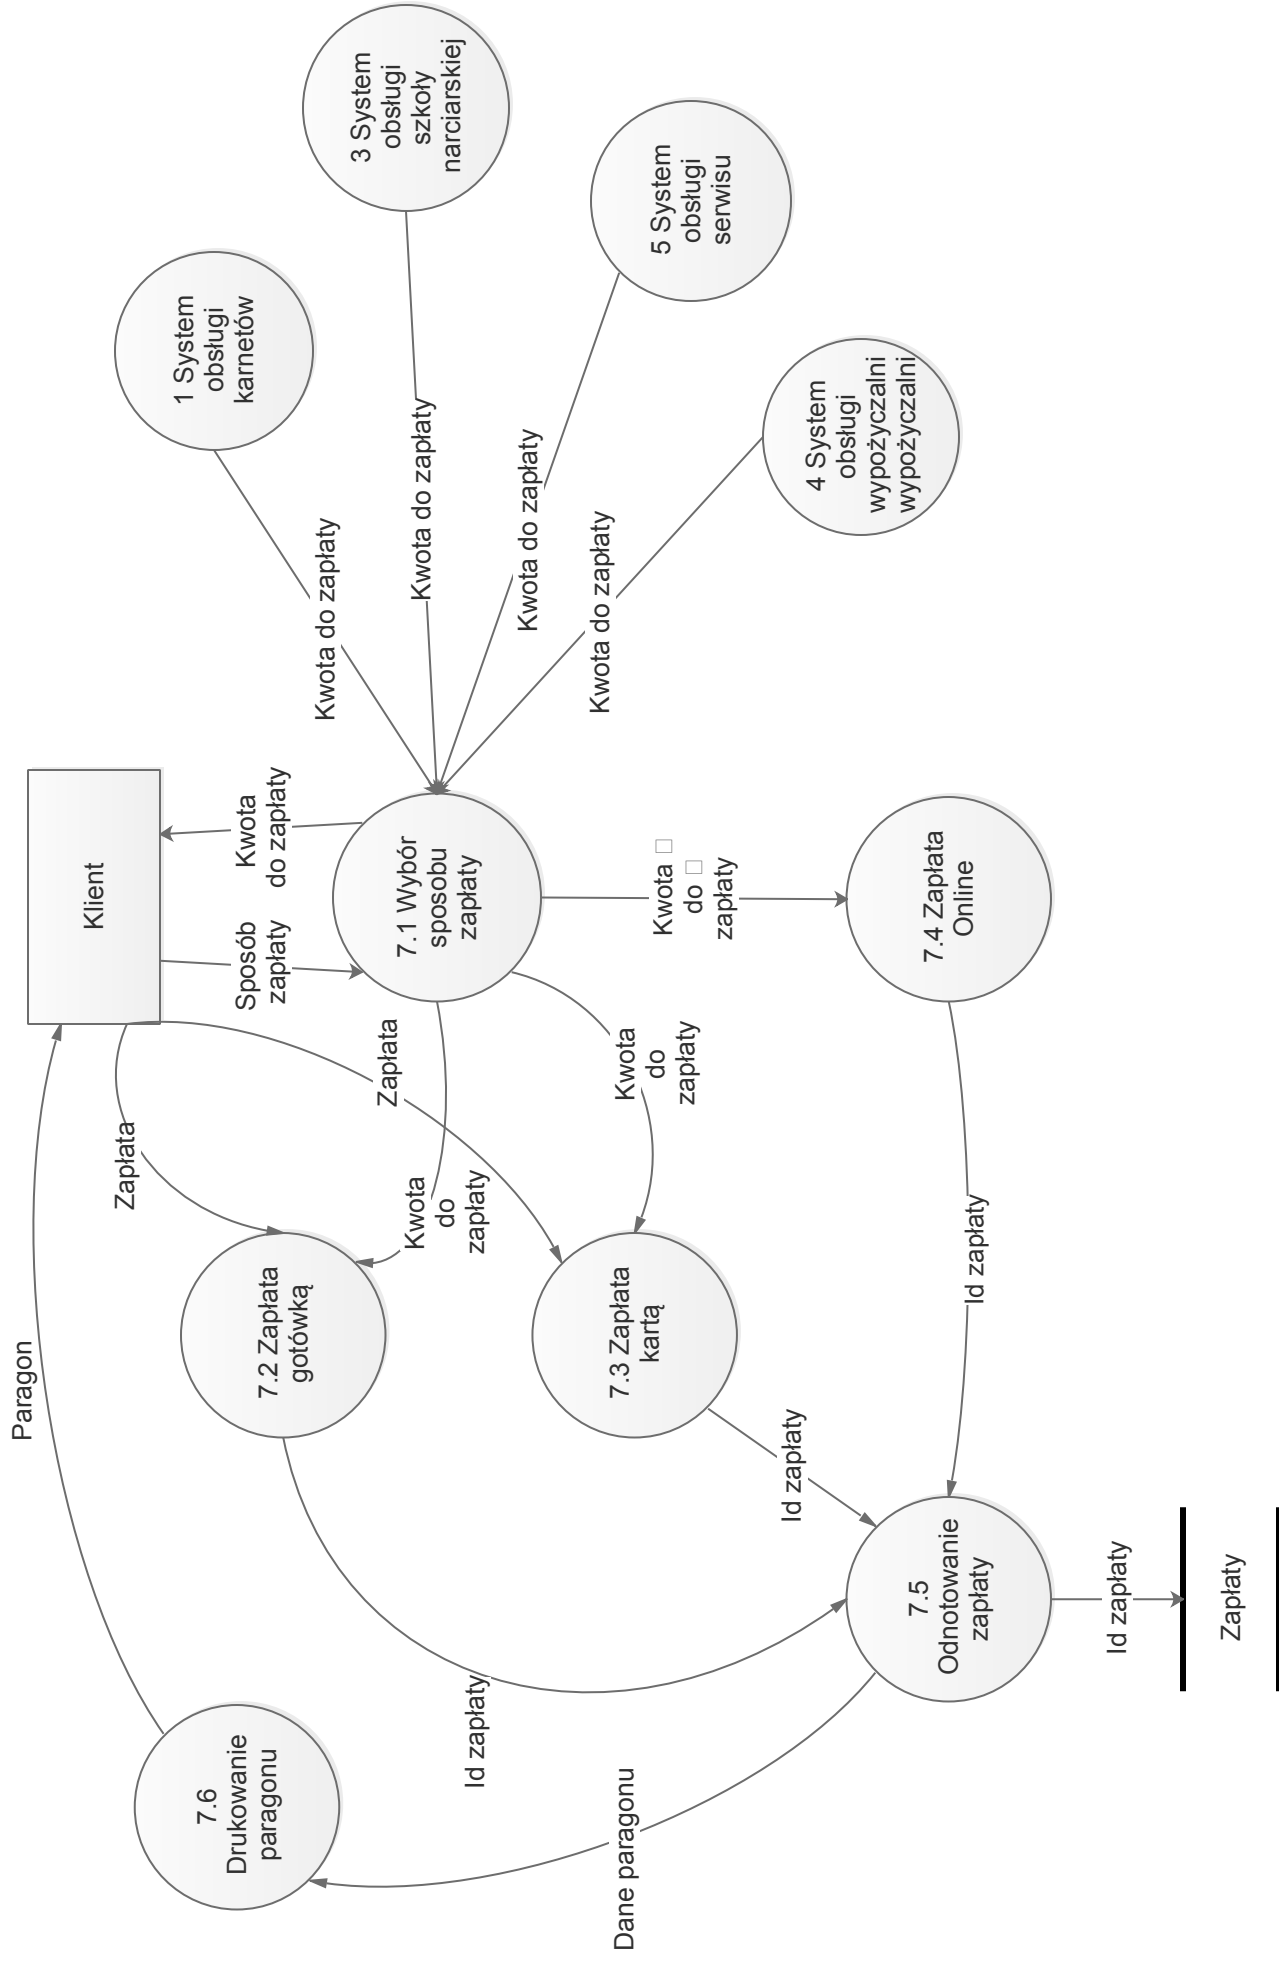 Paragon
7.6
Drukowanie
paragonu
Dane paragonu
Id zapłaty
7.2 Zapłata
gotówką
Zapłata
Zapłata
Kwota
do
zapłaty
Klient
Sposób
zapłaty
Kwota
do zapłaty
7.1 Wybór
sposobu
zapłaty
Kwota
do
zapłaty
7.3 Zapłata
kartą
Id zapłaty
7.5
Odnotowanie
zapłaty
Id zapłaty
Zapłaty
Id zapłaty
Kwota □
do □
zapłaty
7.4 Zapłata
Online
Kwota do zapłaty
Kwota do zapłaty
Kwota do zapłaty
Kwota do zapłaty
1 System
obsługi
karnetów
3 System
obsługi
szkoły
narciarskiej
5 System
obsługi
serwisu
4 System
obsługi
wypożyczalni
wypożyczalni